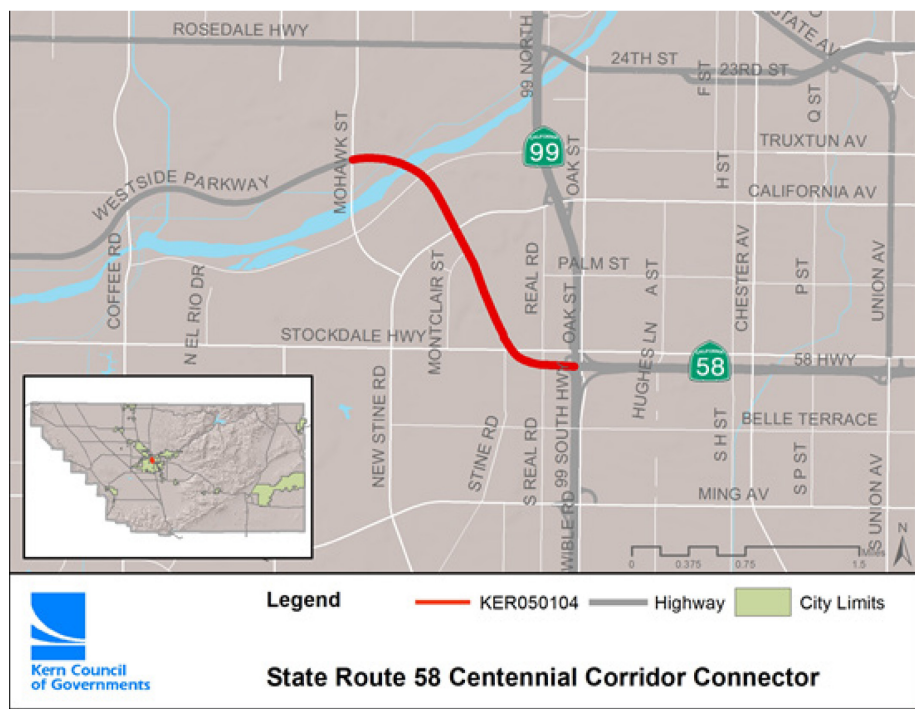 ROSEDALE HWY
99 NORTH
24TH ST
23RD ST
F ST
STATE AV
Q ST
MOHAWK ST
CALIFORNIA
99
OAK ST
H ST
TRUXTUN AV
WESTSIDE PARKWAY
CALIFORNIA AV
COFFEE RD
N EL RIO DR
MONTCLAIR ST
REAL RD
PALM ST
A ST
CHESTER AV
P ST
UNION AV
STOCKDALE HWY
OAK ST
HUGHES LN
CALIFORNIA
58
58 HWY
NEW STINE RD
STINE RD
S REAL RD
99 SOUTH HWY
WIBLE RD
S H ST
BELLE TERRACE
S P ST
MING AV
S UNION AV
N
Miles
0 0.375 0.75 1.5
Legend
KER050104
Highway
City Limits
Kern Council
of Governments
State Route 58 Centennial Corridor Connector